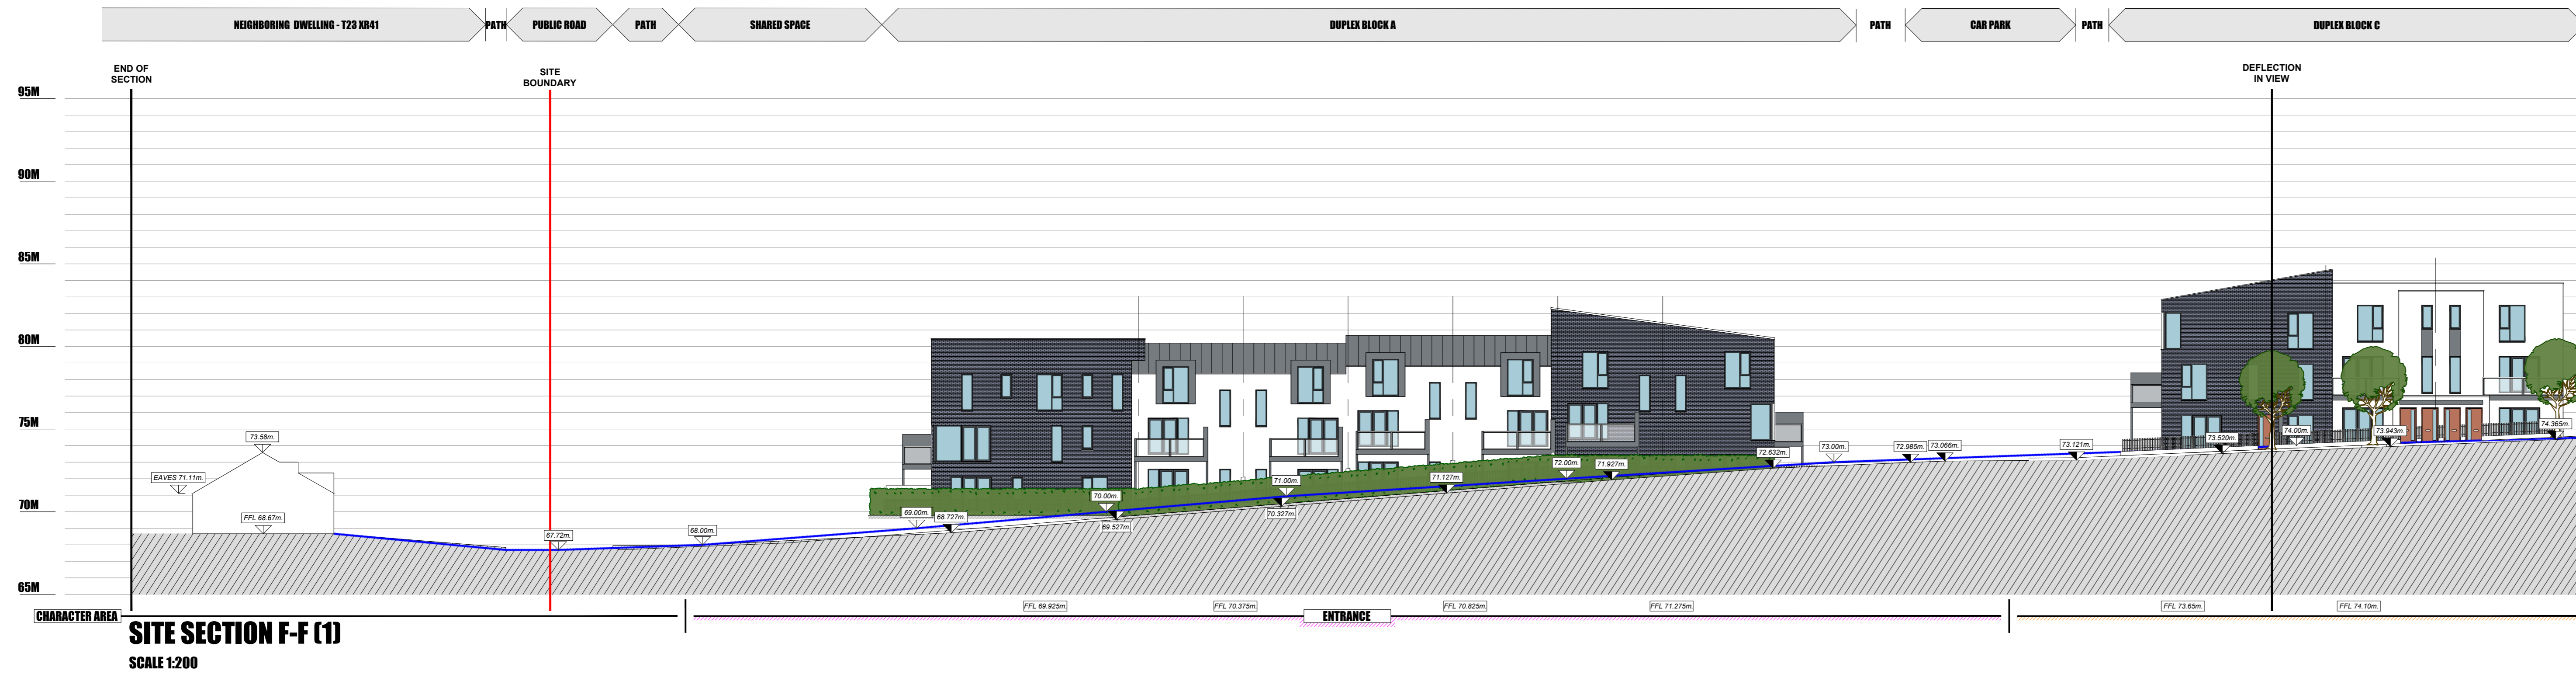 NEIGHBORING DWELLING - T23 XR41
PATH
PUBLIC ROAD
PATH
SHARED SPACE
DUPLEX BLOCK A
PATH
CAR PARK
PATH
DUPLEX BLOCK C
END OF
SECTION
SITE
BOUNDARY
DEFLECTION
IN VIEW
95M
90M
85M
80M
75M
70M
65M
73.58m.
EAVES 71.11m.
FFL 68.67m.
67.72m.
68.00m.
69.00m.
68.727m.
70.00m.
69.527m.
71.00m.
70.327m.
71.127m.
72.00m.
71.927m.
72.632m.
73.00m.
72.985m.
73.066m.
73.121m.
73.520m.
74.00m.
73.943m.
74.365m.
FFL 69.925m.
FFL 70.375m.
FFL 70.825m.
FFL 71.275m.
FFL 73.65m.
FFL 74.10m.
CHARACTER AREA
ENTRANCE
SITE SECTION F-F (1)
SCALE 1:200